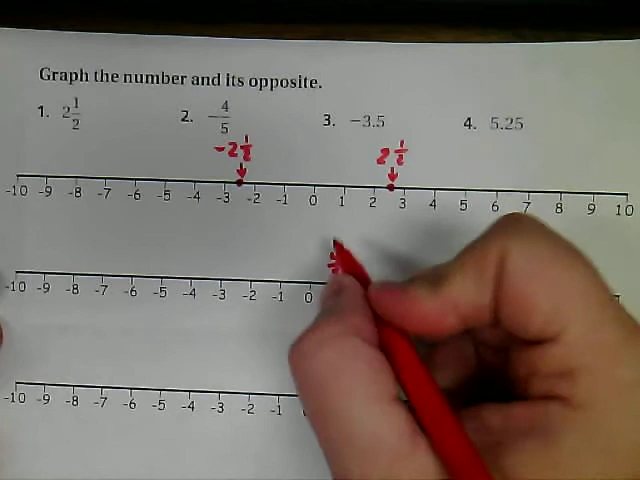 Graph the number and its opposite.
1. 2 1/2 2. -4/5 3. -3.5 4. 5.25
-2 1/2 2 1/2
-10 -9 -8 -7 -6 -5 -4 -3 -2 -1 0 1 2 3 4 5 6 7 8 9 10
-10 -9 -8 -7 -6 -5 -4 -3 -2 -1 0
-10 -9 -8 -7 -6 -5 -4 -3 -2 -1